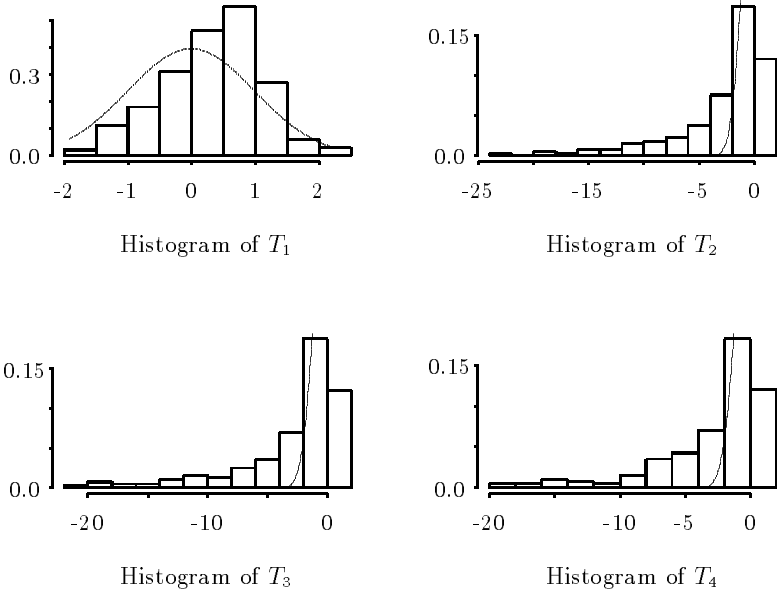 0.3
0.0
-2 -1 0 1 2
Histogram of T1
0.15
0.0
-25 -15 -5 0
Histogram of T2
0.15
0.0
-20 -10 0
Histogram of T3
0.15
0.0
-20 -10 -5 0
Histogram of T4